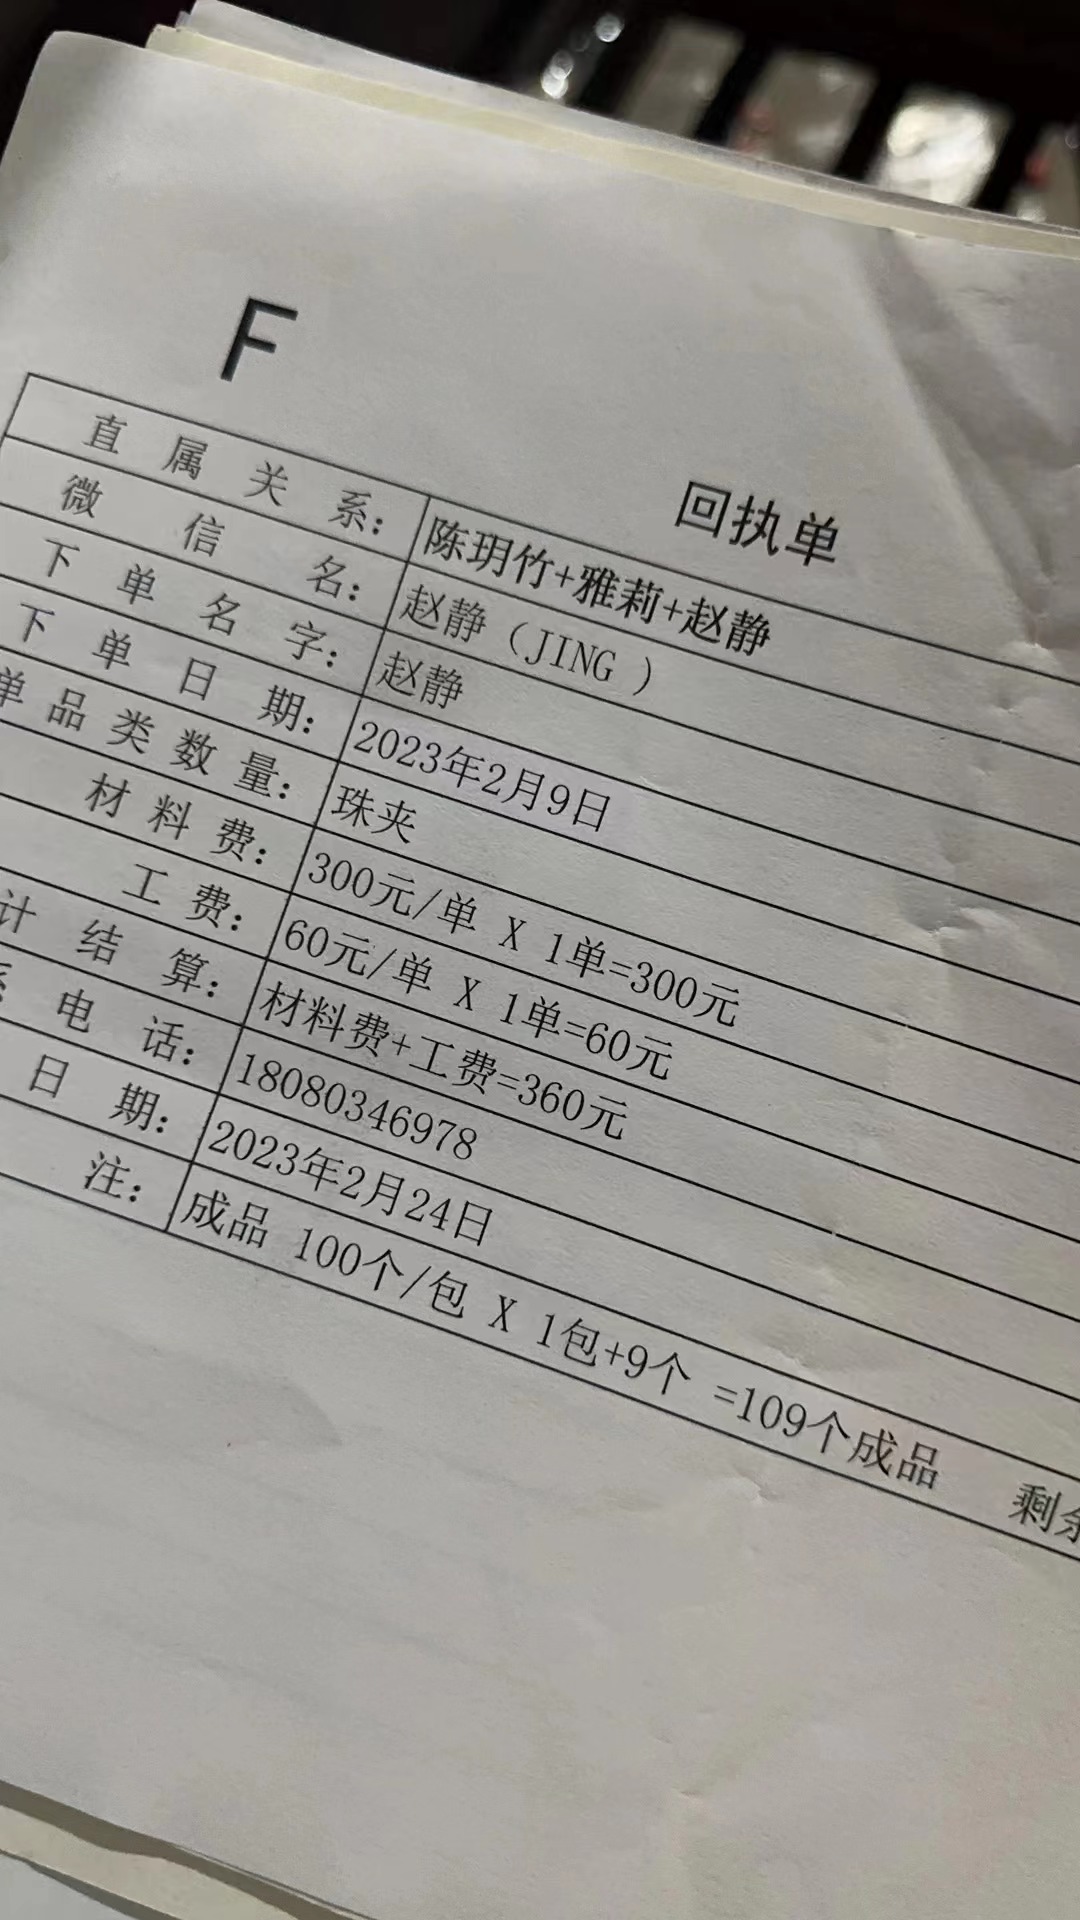 F
回执单
直属关系: 陈玥竹+雅莉+赵静
微信名: 赵静（JING ）
下单名字: 赵静
下单日期: 2023年2月9日
单品类数量: 珠夹
材料费: 300元/单 X 1单=300元
工费: 60元/单 X 1单=60元
计结算: 材料费+工费=360元
电话: 18080346978
日期: 2023年2月24日
注: 成品 100个/包 X 1包+9个 =109个成品 剩